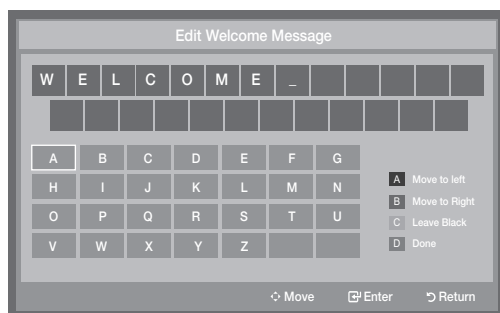 Edit Welcome Message
W E L C O M E _
A B C D E F G
H I J K L M N
O P Q R S T U
V W X Y Z
A Move to left
B Move to Right
C Leave Black
D Done
Move Enter Return